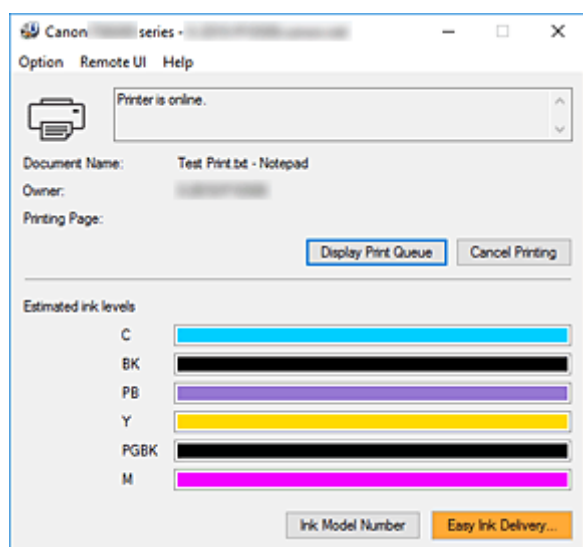 Canon series -
Option Remote UI Help
Printer is online.
Document Name: Test Print.txt - Notepad
Owner:
Printing Page:
Display Print Queue Cancel Printing
Estimated ink levels
C
BK
PB
Y
PGBK
M
Ink Model Number Easy Ink Delivery...